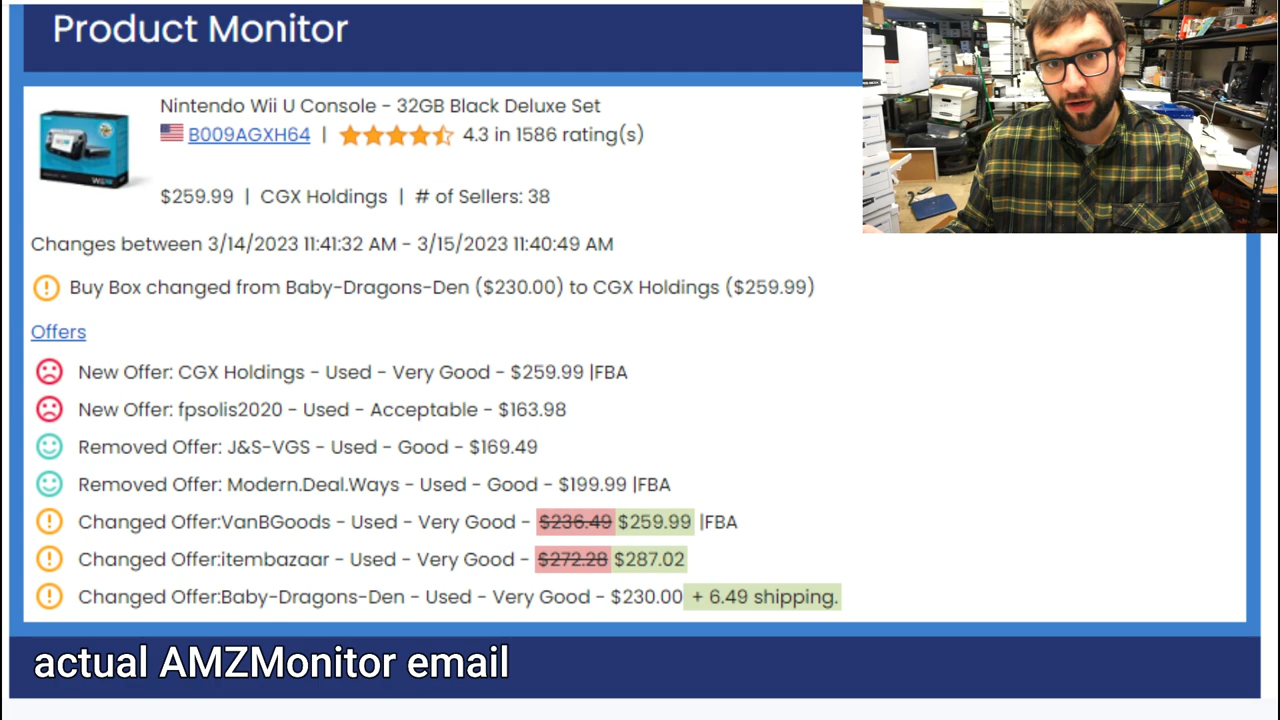 Product Monitor
Nintendo Wii U Console - 32GB Black Deluxe Set
B009AGXH64 | 4.3 in 1586 rating(s)
$259.99 | CGX Holdings | # of Sellers: 38
Changes between 3/14/2023 11:41:32 AM - 3/15/2023 11:40:49 AM
Buy Box changed from Baby-Dragons-Den ($230.00) to CGX Holdings ($259.99)
Offers
New Offer: CGX Holdings - Used - Very Good - $259.99 |FBA
New Offer: fpsolis2020 - Used - Acceptable - $163.98
Removed Offer: J&S-VGS - Used - Good - $169.49
Removed Offer: Modern.Deal.Ways - Used - Good - $199.99 |FBA
Changed Offer:VanBGoods - Used - Very Good - $236.49 $259.99 |FBA
Changed Offer:itembazaar - Used - Very Good - $272.28 $287.02
Changed Offer:Baby-Dragons-Den - Used - Very Good - $230.00 + 6.49 shipping.
actual AMZMonitor email